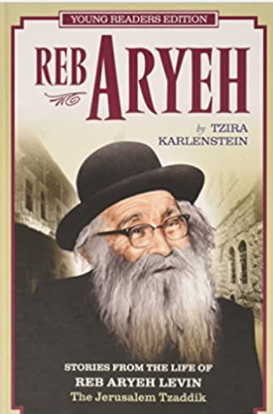 YOUNG READERS EDITION
REB
ARYEH
by TZIRA
KARLENSTEIN
STORIES FROM THE LIFE OF
REB ARYEH LEVIN
The Jerusalem Tzaddik